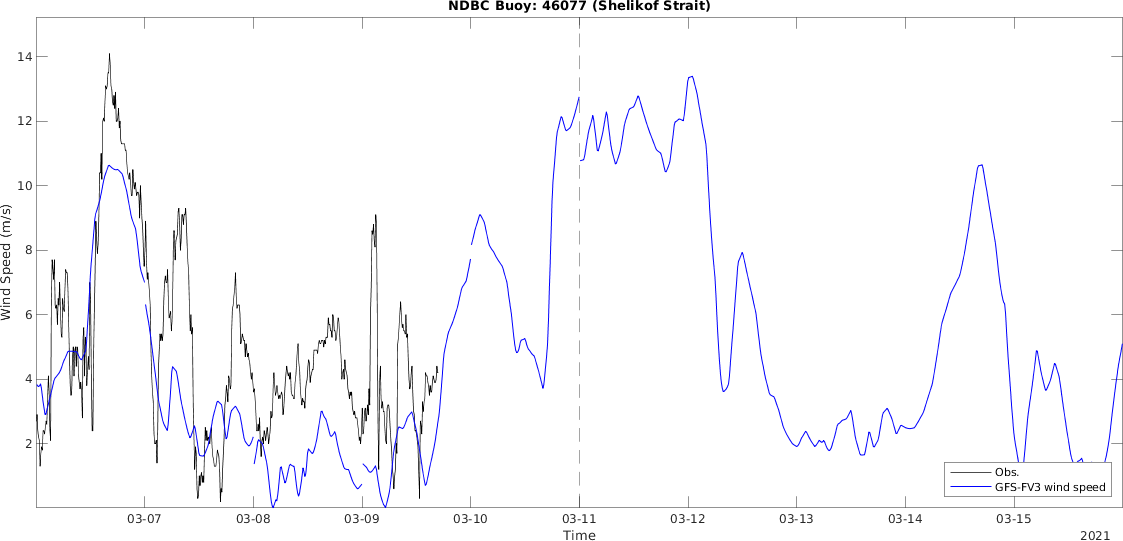 NDBC Buoy: 46077 (Shelikof Strait)
Wind Speed (m/s)
14
12
10
8
6
4
2
Obs.
GFS-FV3 wind speed
03-07 03-08 03-09 03-10 03-11 03-12 03-13 03-14 03-15
Time
2021